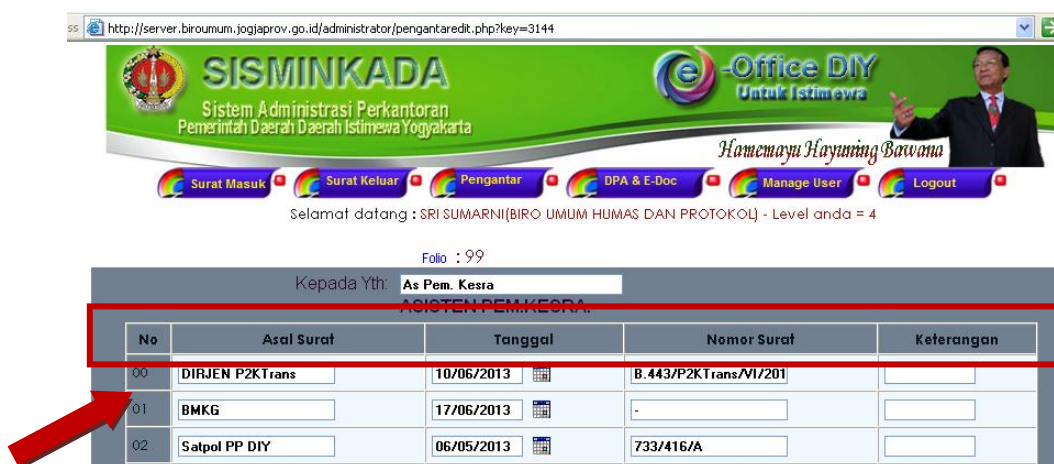 ss http://server.biroumum.jogjaprov.go.id/administrator/pengantaredit.php?key=3144
SISMINKADA
Sistem Administrasi Perkantoran
Pemerintah Daerah Daerah Istimewa Yogyakarta
e -Office DIY
Untuk Istimewa
Hamemayu Hayuning Bawana
Surat Masuk Surat Keluar Pengantar DPA & E-Doc Manage User Logout
Selamat datang : SRI SUMARNI(BIRO UMUM HUMAS DAN PROTOKOL) - Level anda = 4
Folio : 99
Kepada Yth: As Pem. Kesra
ASISTEN PEM.KESRA.
No Asal Surat Tanggal Nomor Surat Keterangan
00 DIRJEN P2KTrans 10/06/2013 B.443/P2KTrans/VI/201
01 BMKG 17/06/2013 -
02 Satpol PP DIY 06/05/2013 733/416/A